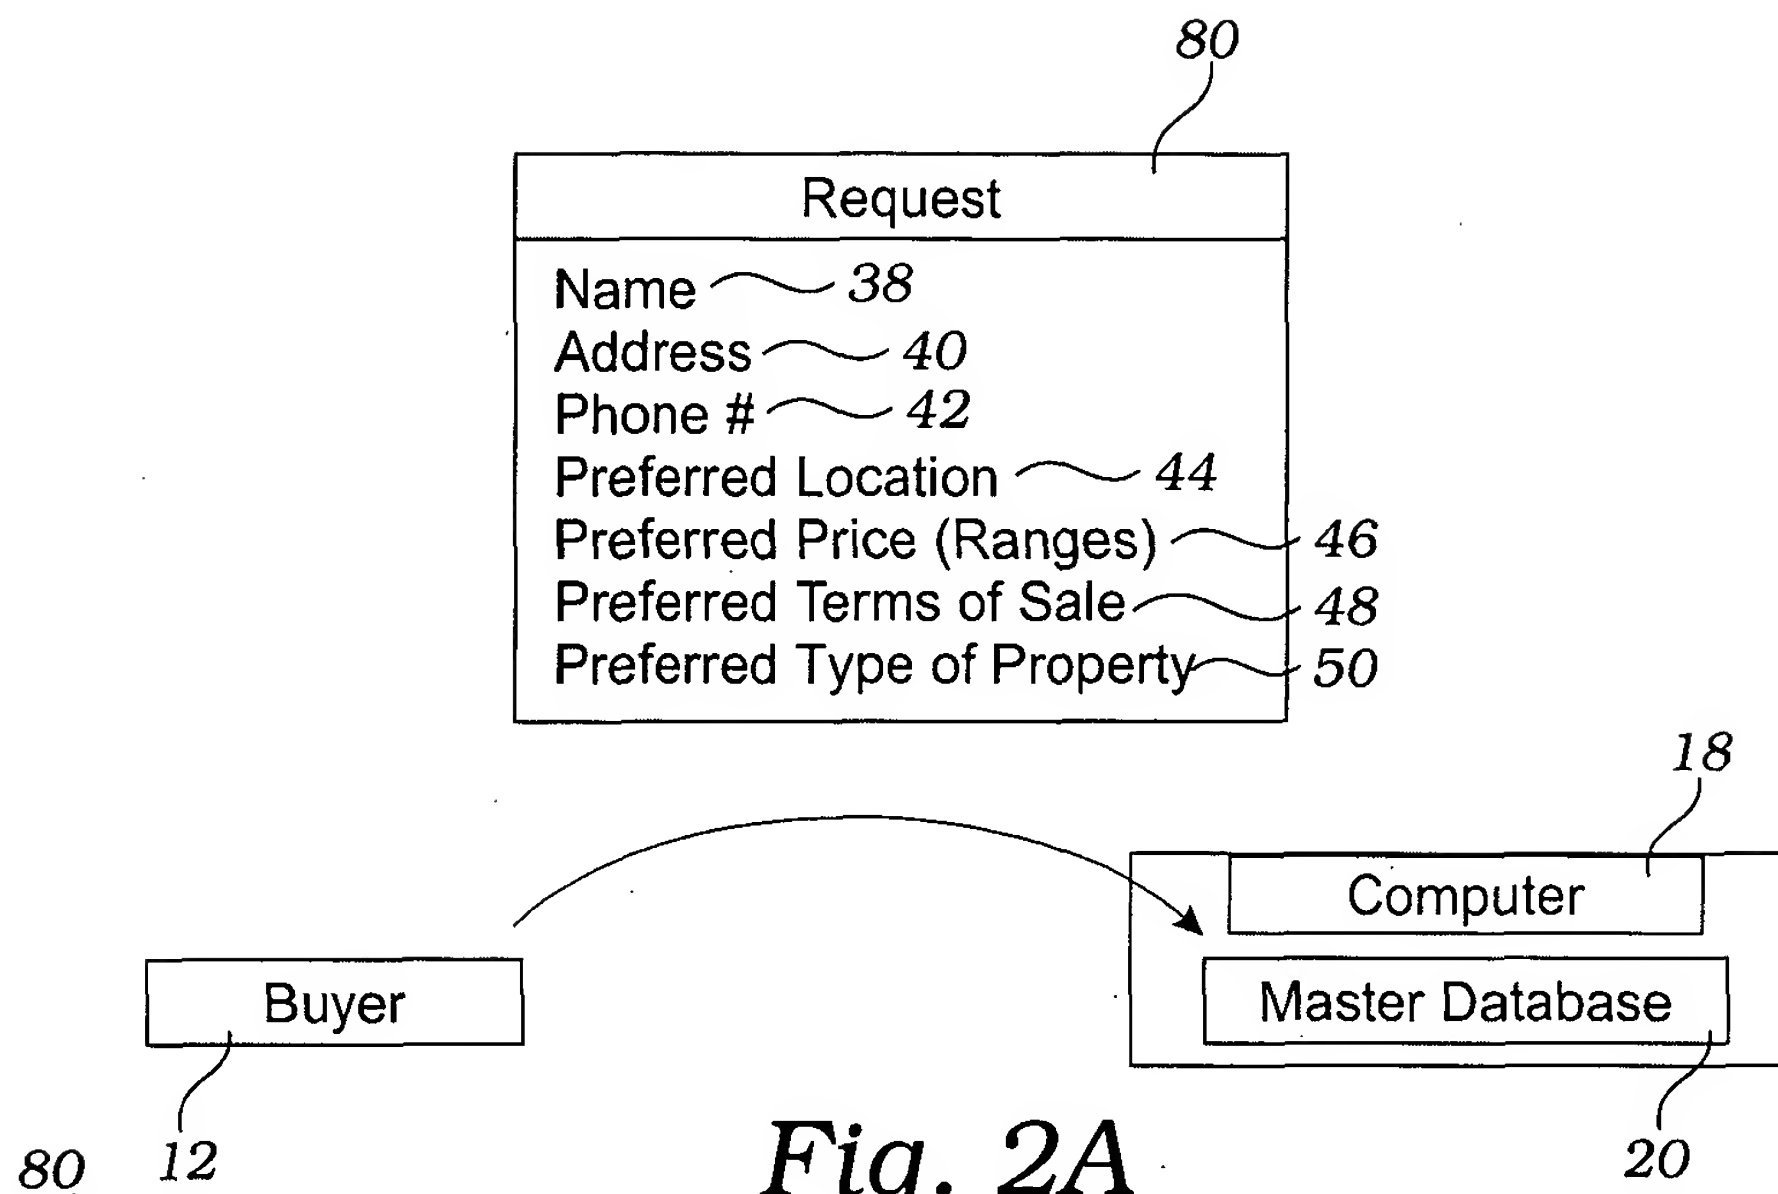 80
Request
Name 38
Address 40
Phone # 42
Preferred Location 44
Preferred Price (Ranges) 46
Preferred Terms of Sale 48
Preferred Type of Property 50
18
Computer
Buyer
Master Database
80 12
Fig. 2A
20